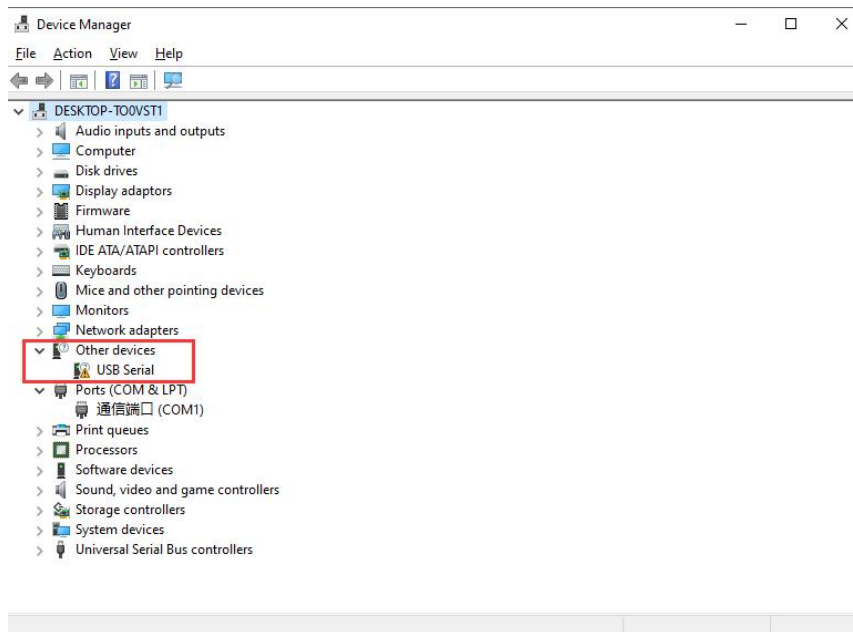 Device Manager
File Action View Help
DESKTOP-TO0VST1
Audio inputs and outputs
Computer
Disk drives
Display adaptors
Firmware
Human Interface Devices
IDE ATA/ATAPI controllers
Keyboards
Mice and other pointing devices
Monitors
Network adapters
Other devices
USB Serial
Ports (COM & LPT)
通信端口 (COM1)
Print queues
Processors
Software devices
Sound, video and game controllers
Storage controllers
System devices
Universal Serial Bus controllers